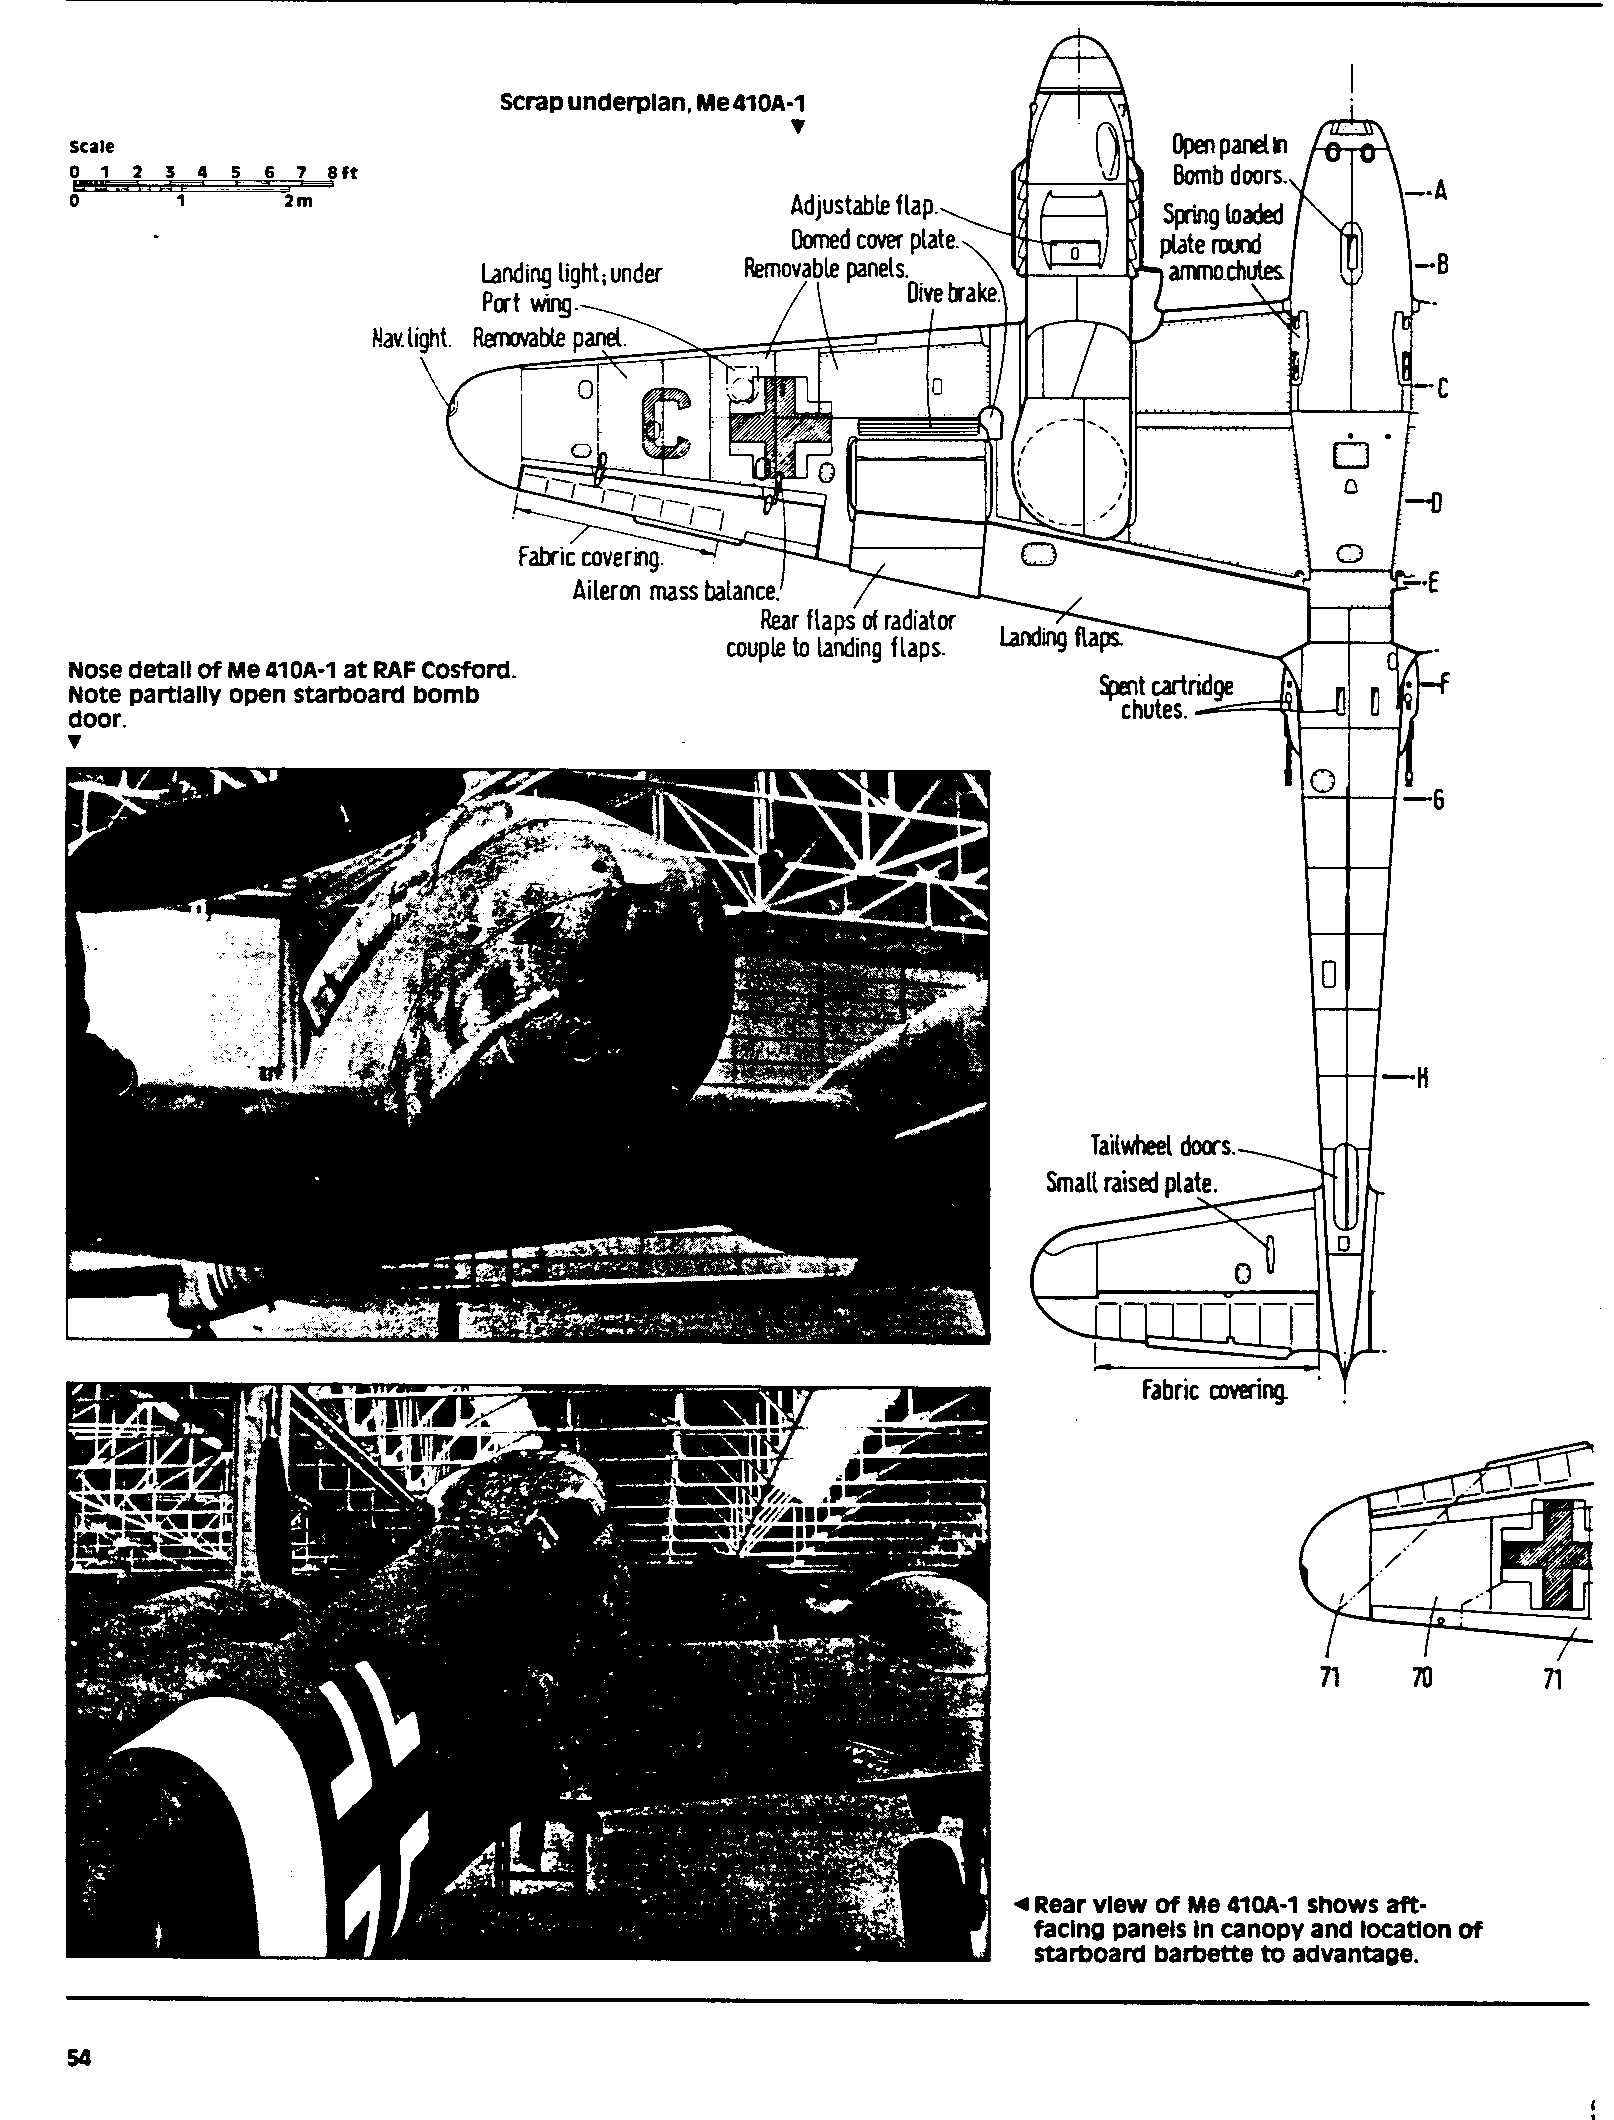 Scrap underplan, Me 410A-1
Scale
0 1 2 3 4 5 6 7 8 ft
0 1 2 m
Open panel in
Bomb doors.
Spring loaded
plate round
ammo.chutes.
Adjustable flap.
Domed cover plate.
Removable panels.
Dive brake.
Landing light; under
Port wing.
Nav.light.
Removable panel.
C
A
B
C
D
E
F
G
H
Fabric covering.
Aileron mass balance.
Rear flaps of radiator
couple to landing flaps.
Landing flaps.
Spent cartridge
chutes.
Nose detail of Me 410A-1 at RAF Cosford.
Note partially open starboard bomb
door.
Tailwheel doors.
Small raised plate.
Fabric covering.
71 70 71
Rear view of Me 410A-1 shows aft-
facing panels in canopy and location of
starboard barbette to advantage.
54